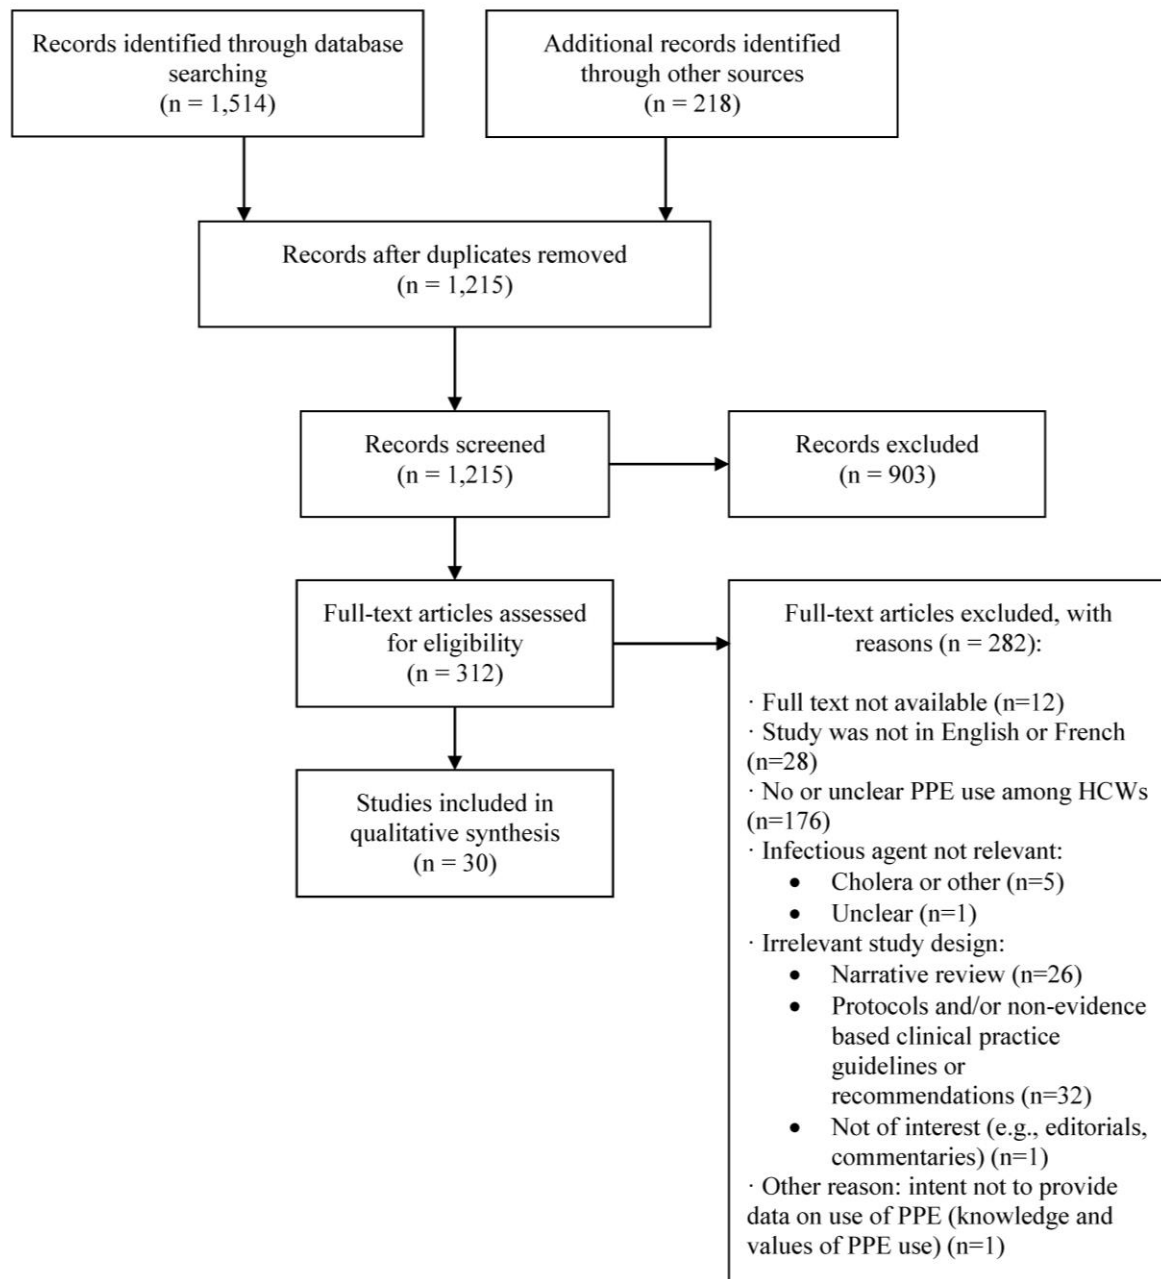 Records identified through database
searching
(n = 1,514)
Additional records identified
through other sources
(n = 218)
Records after duplicates removed
(n = 1,215)
Records screened
(n = 1,215)
Records excluded
(n = 903)
Full-text articles assessed
for eligibility
(n = 312)
Full-text articles excluded, with
reasons (n = 282):
· Full text not available (n=12)
· Study was not in English or French
(n=28)
· No or unclear PPE use among HCWs
(n=176)
· Infectious agent not relevant:
• Cholera or other (n=5)
• Unclear (n=1)
· Irrelevant study design:
• Narrative review (n=26)
• Protocols and/or non-evidence
based clinical practice
guidelines or
recommendations (n=32)
• Not of interest (e.g., editorials,
commentaries) (n=1)
· Other reason: intent not to provide
data on use of PPE (knowledge and
values of PPE use) (n=1)
Studies included in
qualitative synthesis
(n = 30)